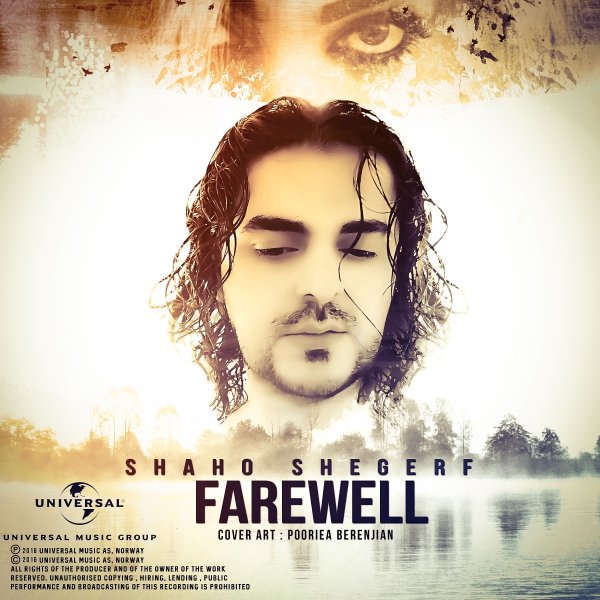 SHAHO SHEGERF
FAREWELL
COVER ART : POORIEA BERENJIAN
UNIVERSAL
UNIVERSAL MUSIC GROUP
Ⓟ 2016 UNIVERSAL MUSIC AS, NORWAY
© 2016 UNIVERSAL MUSIC AS, NORWAY
ALL RIGHTS OF THE PRODUCER AND OF THE OWNER OF THE WORK
RESERVED. UNAUTHORISED COPYING , HIRING, LENDING , PUBLIC
PERFORMANCE AND BROADCASTING OF THIS RECORDING IS PROHIBITED